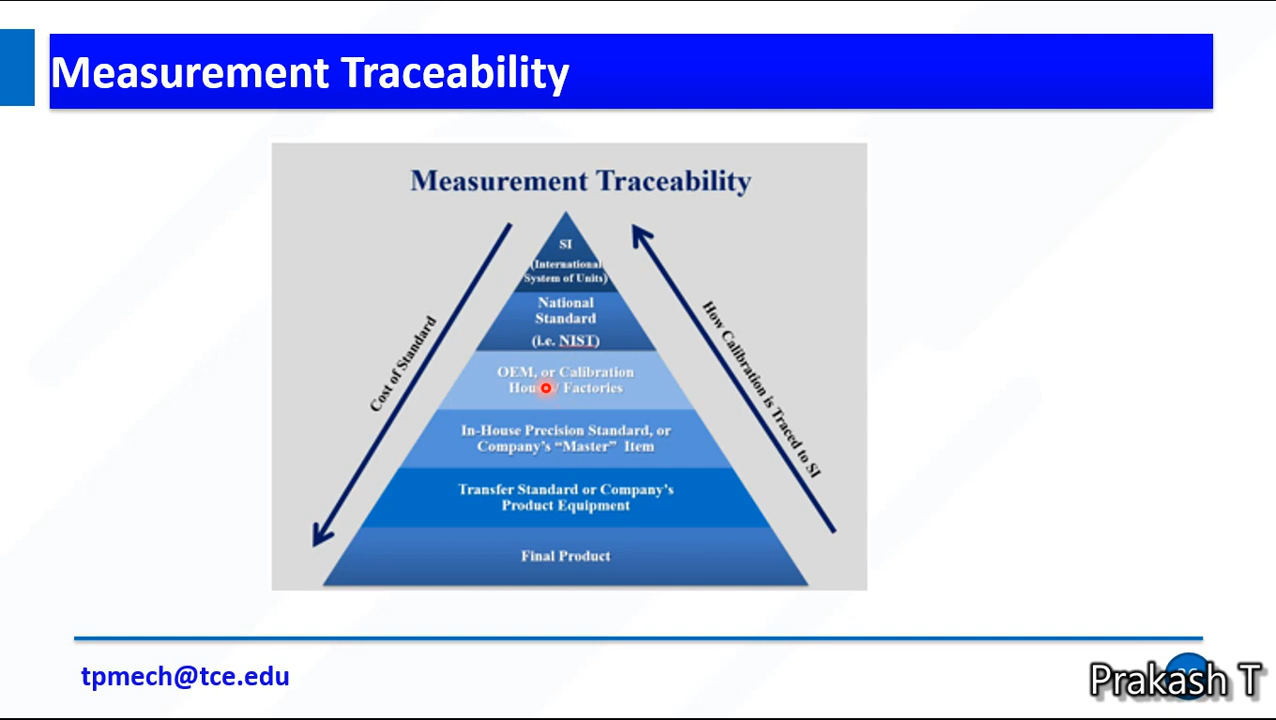 Measurement Traceability
Measurement Traceability
SI
(International
System of Units)
National
Standard
(i.e. NIST)
OEM, or Calibration
/ Factories
In-House Precision Standard, or
Company's “Master” Item
Transfer Standard or Company's
Product Equipment
Final Product
Cost of Standard
How Calibration is Traced to SI
tpmech@tce.edu
Prakash T